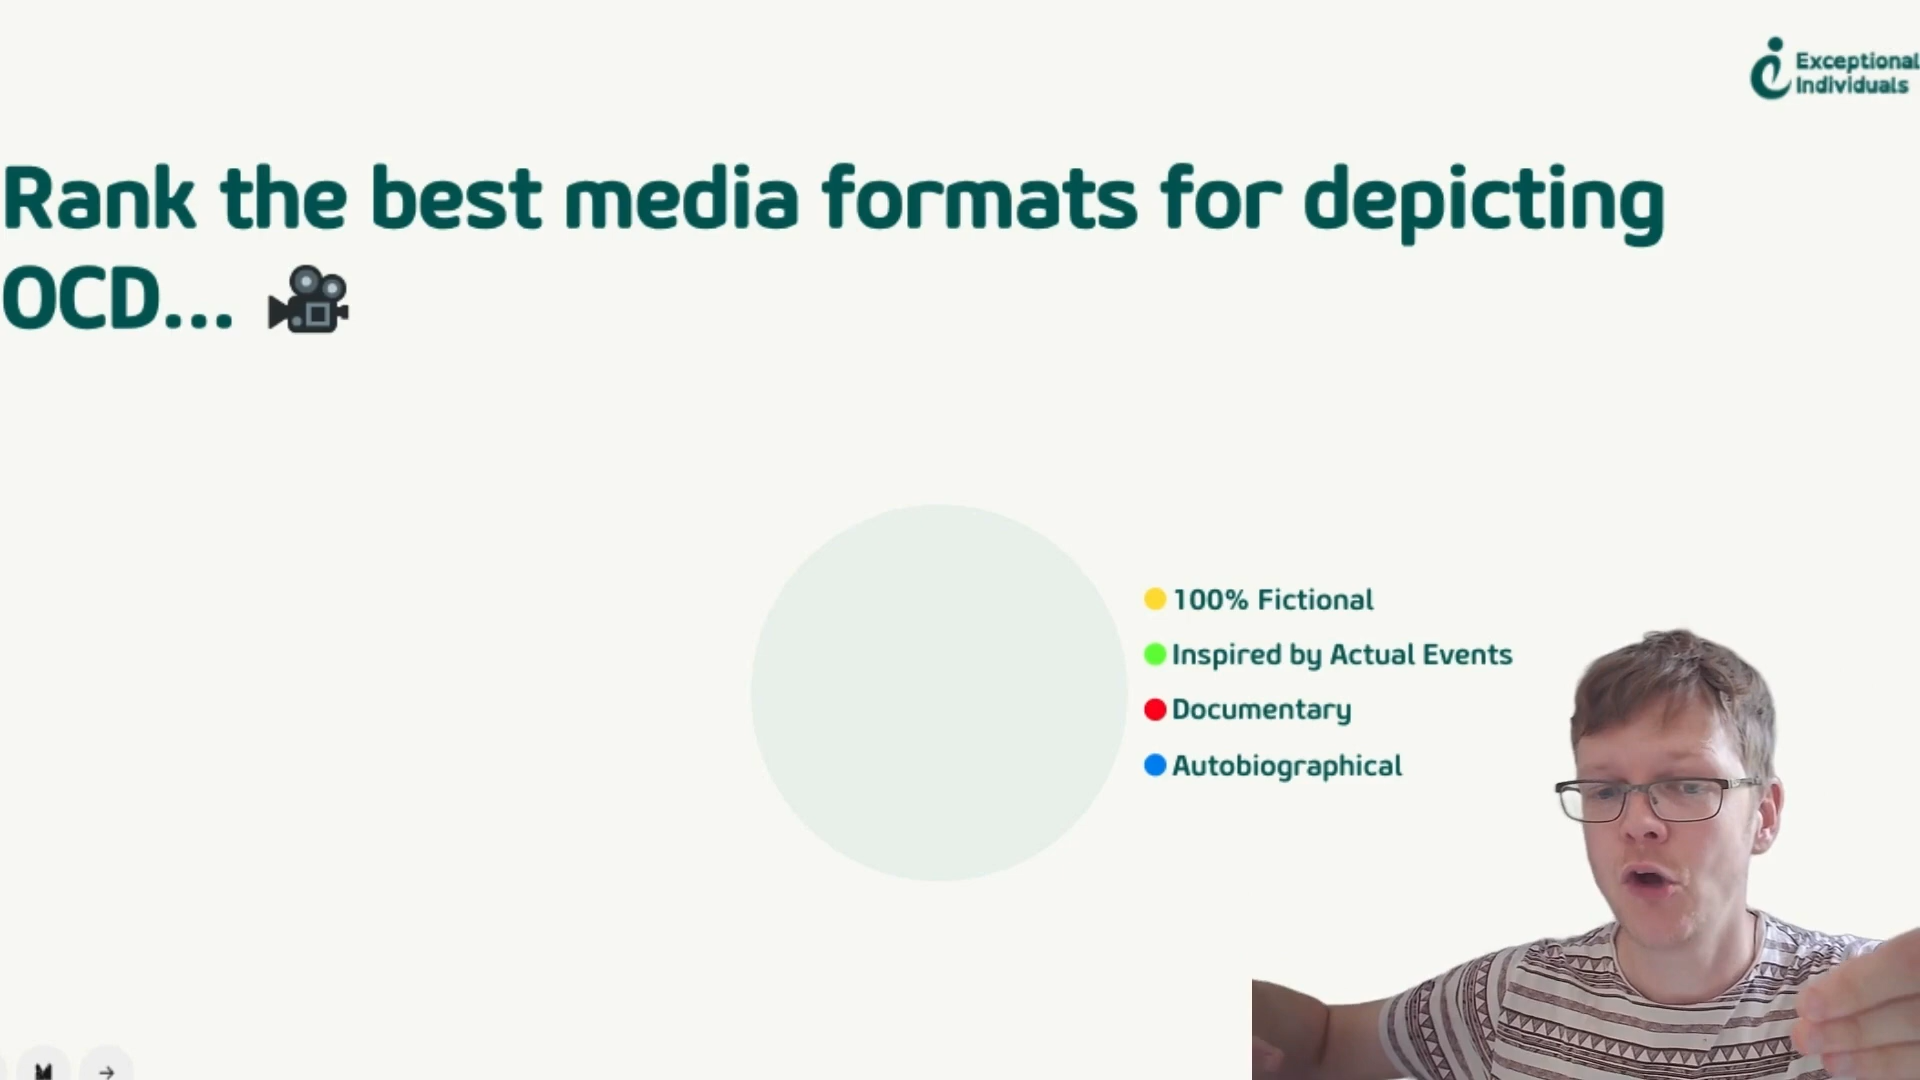 Exceptional
Individuals
Rank the best media formats for depicting
OCD...
100% Fictional
Inspired by Actual Events
Documentary
Autobiographical